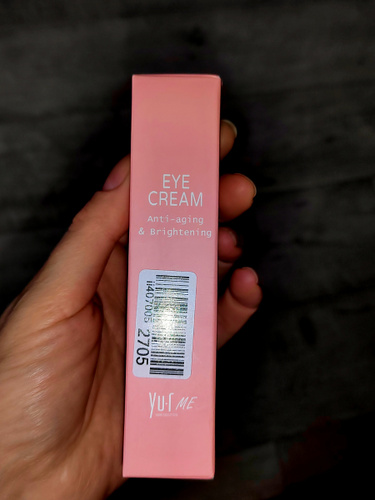 EYE
CREAM
Anti-aging
& Brightening
ii407005 2705
Yu·r ME